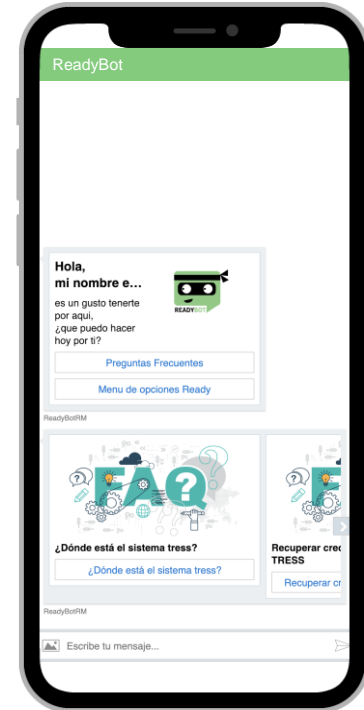 ReadyBot
Hola,
mi nombre e...
es un gusto tenerte
por aqui,
¿que puedo hacer
hoy por ti?
READYBOT
Preguntas Frecuentes
Menu de opciones Ready
ReadyBotRM
FAQ
?
¿Dónde está el sistema tress?
¿Dónde está el sistema tress?
Recuperar cred
TRESS
Recuperar cr
ReadyBotRM
Escribe tu mensaje...